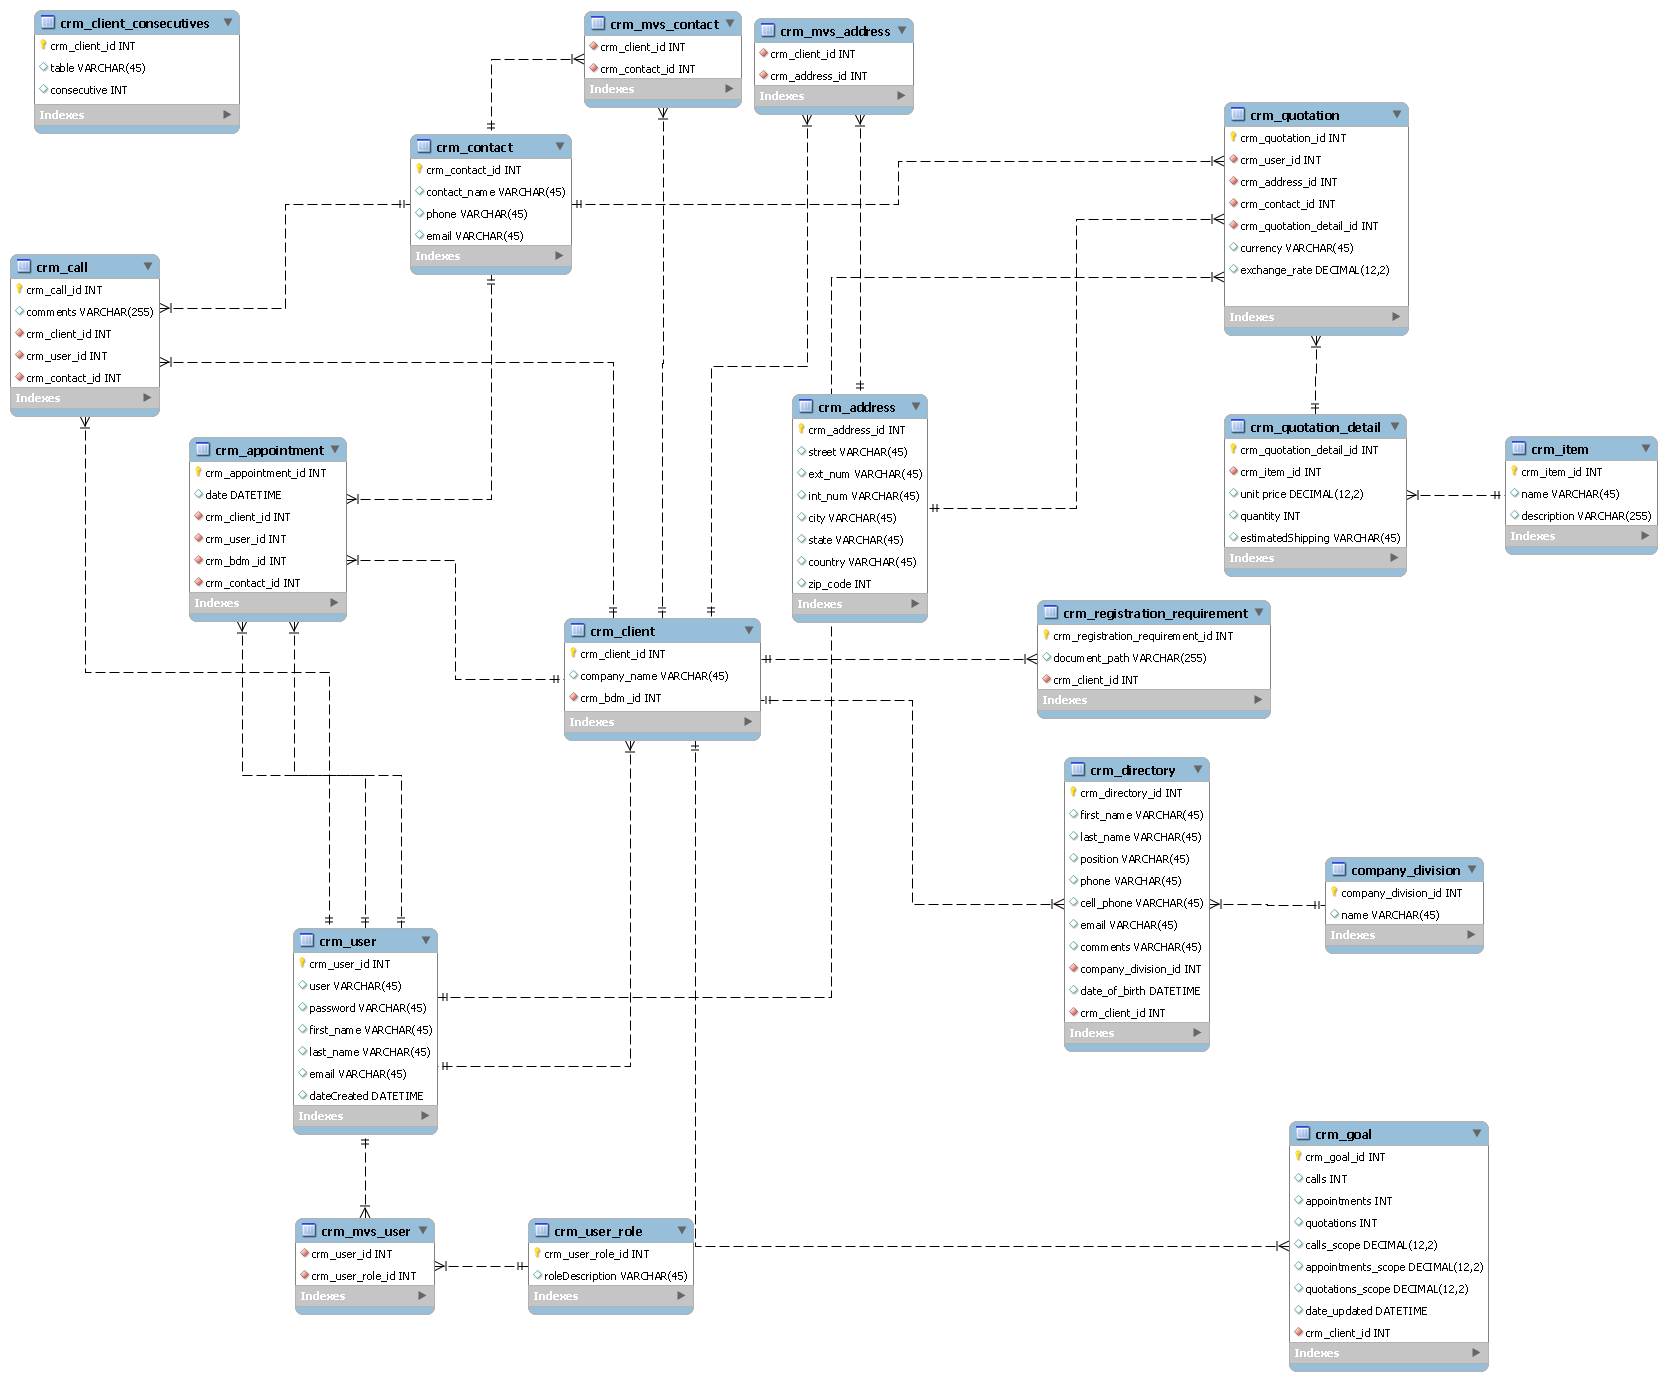 crm_client_consecutives
crm_client_id INT
table VARCHAR(45)
consecutive INT
Indexes
crm_mvs_contact
crm_client_id INT
crm_contact_id INT
Indexes
crm_mvs_address
crm_client_id INT
crm_address_id INT
Indexes
crm_quotation
crm_quotation_id INT
crm_user_id INT
crm_address_id INT
crm_contact_id INT
crm_quotation_detail_id INT
currency VARCHAR(45)
exchange_rate DECIMAL(12,2)
Indexes
crm_contact
crm_contact_id INT
contact_name VARCHAR(45)
phone VARCHAR(45)
email VARCHAR(45)
Indexes
crm_call
crm_call_id INT
comments VARCHAR(255)
crm_client_id INT
crm_user_id INT
crm_contact_id INT
Indexes
crm_address
crm_address_id INT
street VARCHAR(45)
ext_num VARCHAR(45)
int_num VARCHAR(45)
city VARCHAR(45)
state VARCHAR(45)
country VARCHAR(45)
zip_code INT
Indexes
crm_quotation_detail
crm_quotation_detail_id INT
crm_item_id INT
unit price DECIMAL(12,2)
quantity INT
estimatedShipping VARCHAR(45)
Indexes
crm_item
crm_item_id INT
name VARCHAR(45)
description VARCHAR(255)
Indexes
crm_appointment
crm_appointment_id INT
date DATETIME
crm_client_id INT
crm_user_id INT
crm_bdm_id INT
crm_contact_id INT
Indexes
crm_client
crm_client_id INT
company_name VARCHAR(45)
crm_bdm_id INT
Indexes
crm_registration_requirement
crm_registration_requirement_id INT
document_path VARCHAR(255)
crm_client_id INT
Indexes
crm_directory
crm_directory_id INT
first_name VARCHAR(45)
last_name VARCHAR(45)
position VARCHAR(45)
phone VARCHAR(45)
cell_phone VARCHAR(45)
email VARCHAR(45)
comments VARCHAR(45)
company_division_id INT
date_of_birth DATETIME
crm_client_id INT
Indexes
company_division
company_division_id INT
name VARCHAR(45)
Indexes
crm_user
crm_user_id INT
user VARCHAR(45)
password VARCHAR(45)
first_name VARCHAR(45)
last_name VARCHAR(45)
email VARCHAR(45)
dateCreated DATETIME
Indexes
crm_mvs_user
crm_user_id INT
crm_user_role_id INT
Indexes
crm_user_role
crm_user_role_id INT
roleDescription VARCHAR(45)
Indexes
crm_goal
crm_goal_id INT
calls INT
appointments INT
quotations INT
calls_scope DECIMAL(12,2)
appointments_scope DECIMAL(12,2)
quotations_scope DECIMAL(12,2)
date_updated DATETIME
crm_client_id INT
Indexes